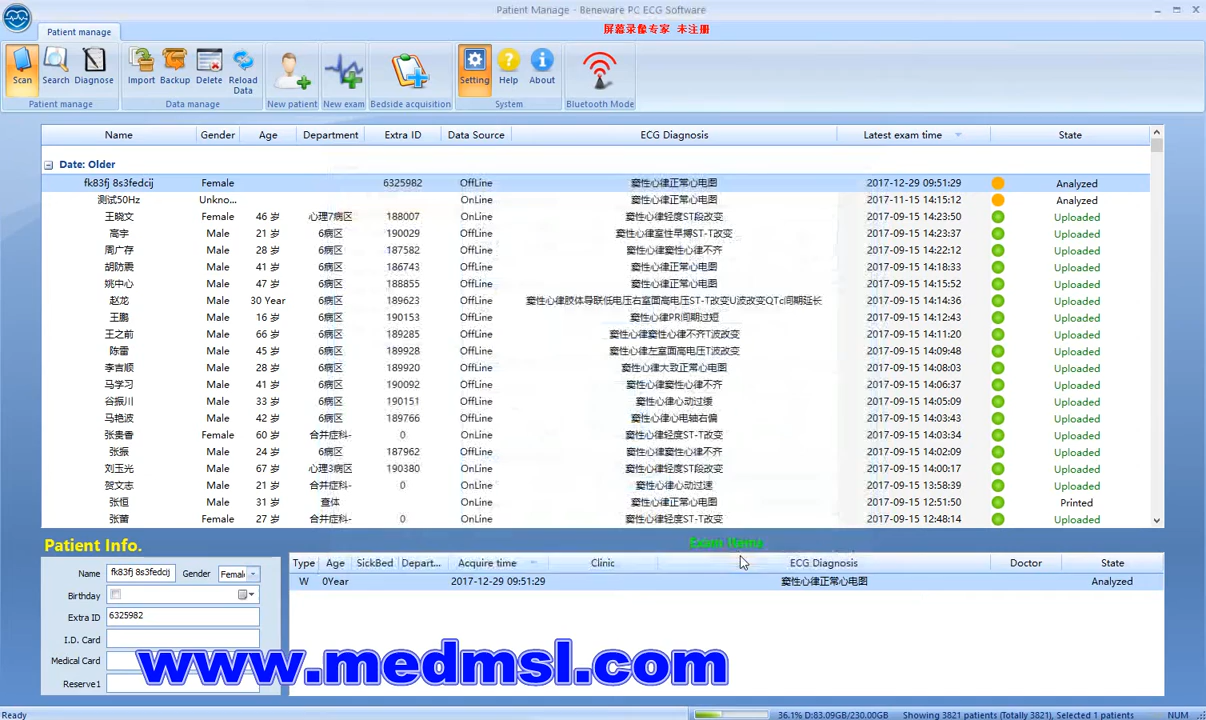 Patient Manage - Beneware PC ECG Software
屏幕录像专家 未注册
Patient manage
Scan Search Diagnose Import Backup Delete Reload Data New patient New exam Bedside acquisition Setting Help About Bluetooth Mode
Patient manage Data manage System
Name Gender Age Department Extra ID Data Source ECG Diagnosis Latest exam time State
Date: Older
fk83fj 8s3fedcij Female 6325982 OffLine 窦性心律正常心电图 2017-12-29 09:51:29 Analyzed
测试50Hz Unkno... OnLine 窦性心律正常心电图 2017-11-15 14:15:12 Analyzed
王晓文 Female 46 岁 心理7病区 188007 OnLine 窦性心律轻度ST段改变 2017-09-15 14:23:50 Uploaded
高宇 Male 21 岁 6病区 190029 OnLine 窦性心律室性早搏ST-T改变 2017-09-15 14:23:37 Uploaded
周广存 Male 28 岁 6病区 187582 OffLine 窦性心律窦性心律不齐 2017-09-15 14:22:12 Uploaded
胡防震 Male 41 岁 6病区 186743 OffLine 窦性心律正常心电图 2017-09-15 14:18:33 Uploaded
姚中心 Male 47 岁 6病区 188855 OffLine 窦性心律正常心电图 2017-09-15 14:15:52 Uploaded
赵龙 Male 30 Year 6病区 189623 OffLine 窦性心律肢体导联低电压右室面高电压ST-T改变U波改变QTc间期延长 2017-09-15 14:14:36 Uploaded
王鹏 Male 16 岁 6病区 190153 OffLine 窦性心律PR间期过短 2017-09-15 14:12:43 Uploaded
王之前 Male 66 岁 6病区 189285 OffLine 窦性心律窦性心律不齐T波改变 2017-09-15 14:11:20 Uploaded
陈雷 Male 45 岁 6病区 189928 OffLine 窦性心律左室面高电压T波改变 2017-09-15 14:09:48 Uploaded
李吉顺 Male 28 岁 6病区 189920 OffLine 窦性心律大致正常心电图 2017-09-15 14:08:03 Uploaded
马学习 Male 41 岁 6病区 190092 OffLine 窦性心律窦性心律不齐 2017-09-15 14:06:37 Uploaded
谷振川 Male 33 岁 6病区 190151 OffLine 窦性心律心动过缓 2017-09-15 14:05:09 Uploaded
马艳波 Male 42 岁 6病区 189766 OffLine 窦性心律心电轴右偏 2017-09-15 14:03:43 Uploaded
张贵香 Female 60 岁 合并症科- 0 OnLine 窦性心律轻度ST-T改变 2017-09-15 14:03:34 Uploaded
张振 Male 24 岁 6病区 187962 OffLine 窦性心律窦性心律不齐 2017-09-15 14:02:09 Uploaded
刘玉光 Male 67 岁 心理3病区 190380 OnLine 窦性心律轻度ST段改变 2017-09-15 14:00:17 Uploaded
贺文志 Male 21 岁 合并症科- 0 OnLine 窦性心律心动过速 2017-09-15 13:58:39 Uploaded
张恒 Male 31 岁 查体 OnLine 窦性心律正常心电图 2017-09-15 12:51:50 Printed
张蕾 Female 27 岁 合并症科- 0 OnLine 窦性心律轻度ST-T改变 2017-09-15 12:48:14 Uploaded
Patient Info.
Name fk83fj 8s3fedcij Gender Femal
Birthday
Extra ID 6325982
I.D. Card
Medical Card
Reserve1
Type Age SickBed Depart... Acquire time Clinic ECG Diagnosis Doctor State
W 0Year 2017-12-29 09:51:29 窦性心律正常心电图 Analyzed
www.medmsl.com
Ready 36.1% D:83.09GB/230.00GB Showing 3821 patients (Totally 3821), Selected 1 patients NUM